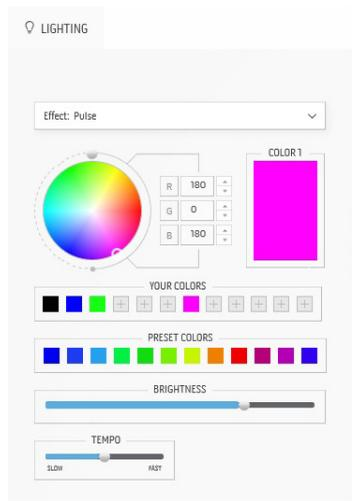 LIGHTING
Effect: Pulse
COLOR 1
R 180
G 0
B 180
YOUR COLORS
PRESET COLORS
BRIGHTNESS
TEMPO
SLOW FAST